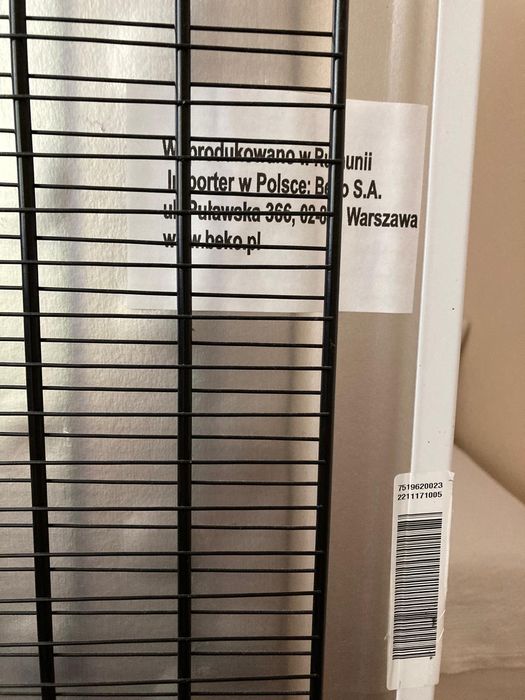 Wyprodukowano w Rumunii
Importer w Polsce: Beko S.A.
ul. Puławska 366, Warszawa
www.beko.pl
7519620023
2211171005